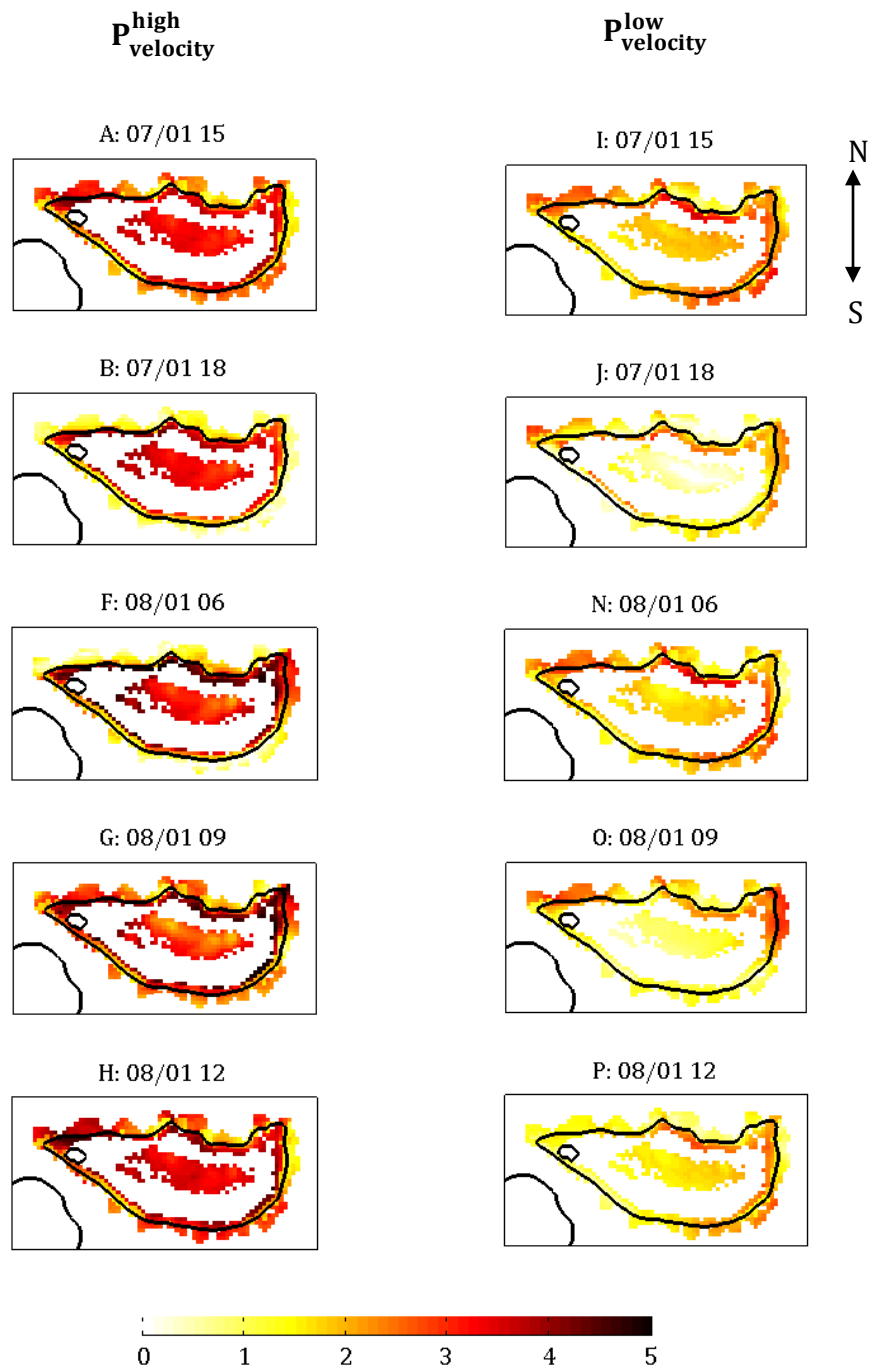 P^high_velocity P^low_velocity
A: 07/01 15 I: 07/01 15
N
S
B: 07/01 18 J: 07/01 18
F: 08/01 06 N: 08/01 06
G: 08/01 09 O: 08/01 09
H: 08/01 12 P: 08/01 12
0 1 2 3 4 5